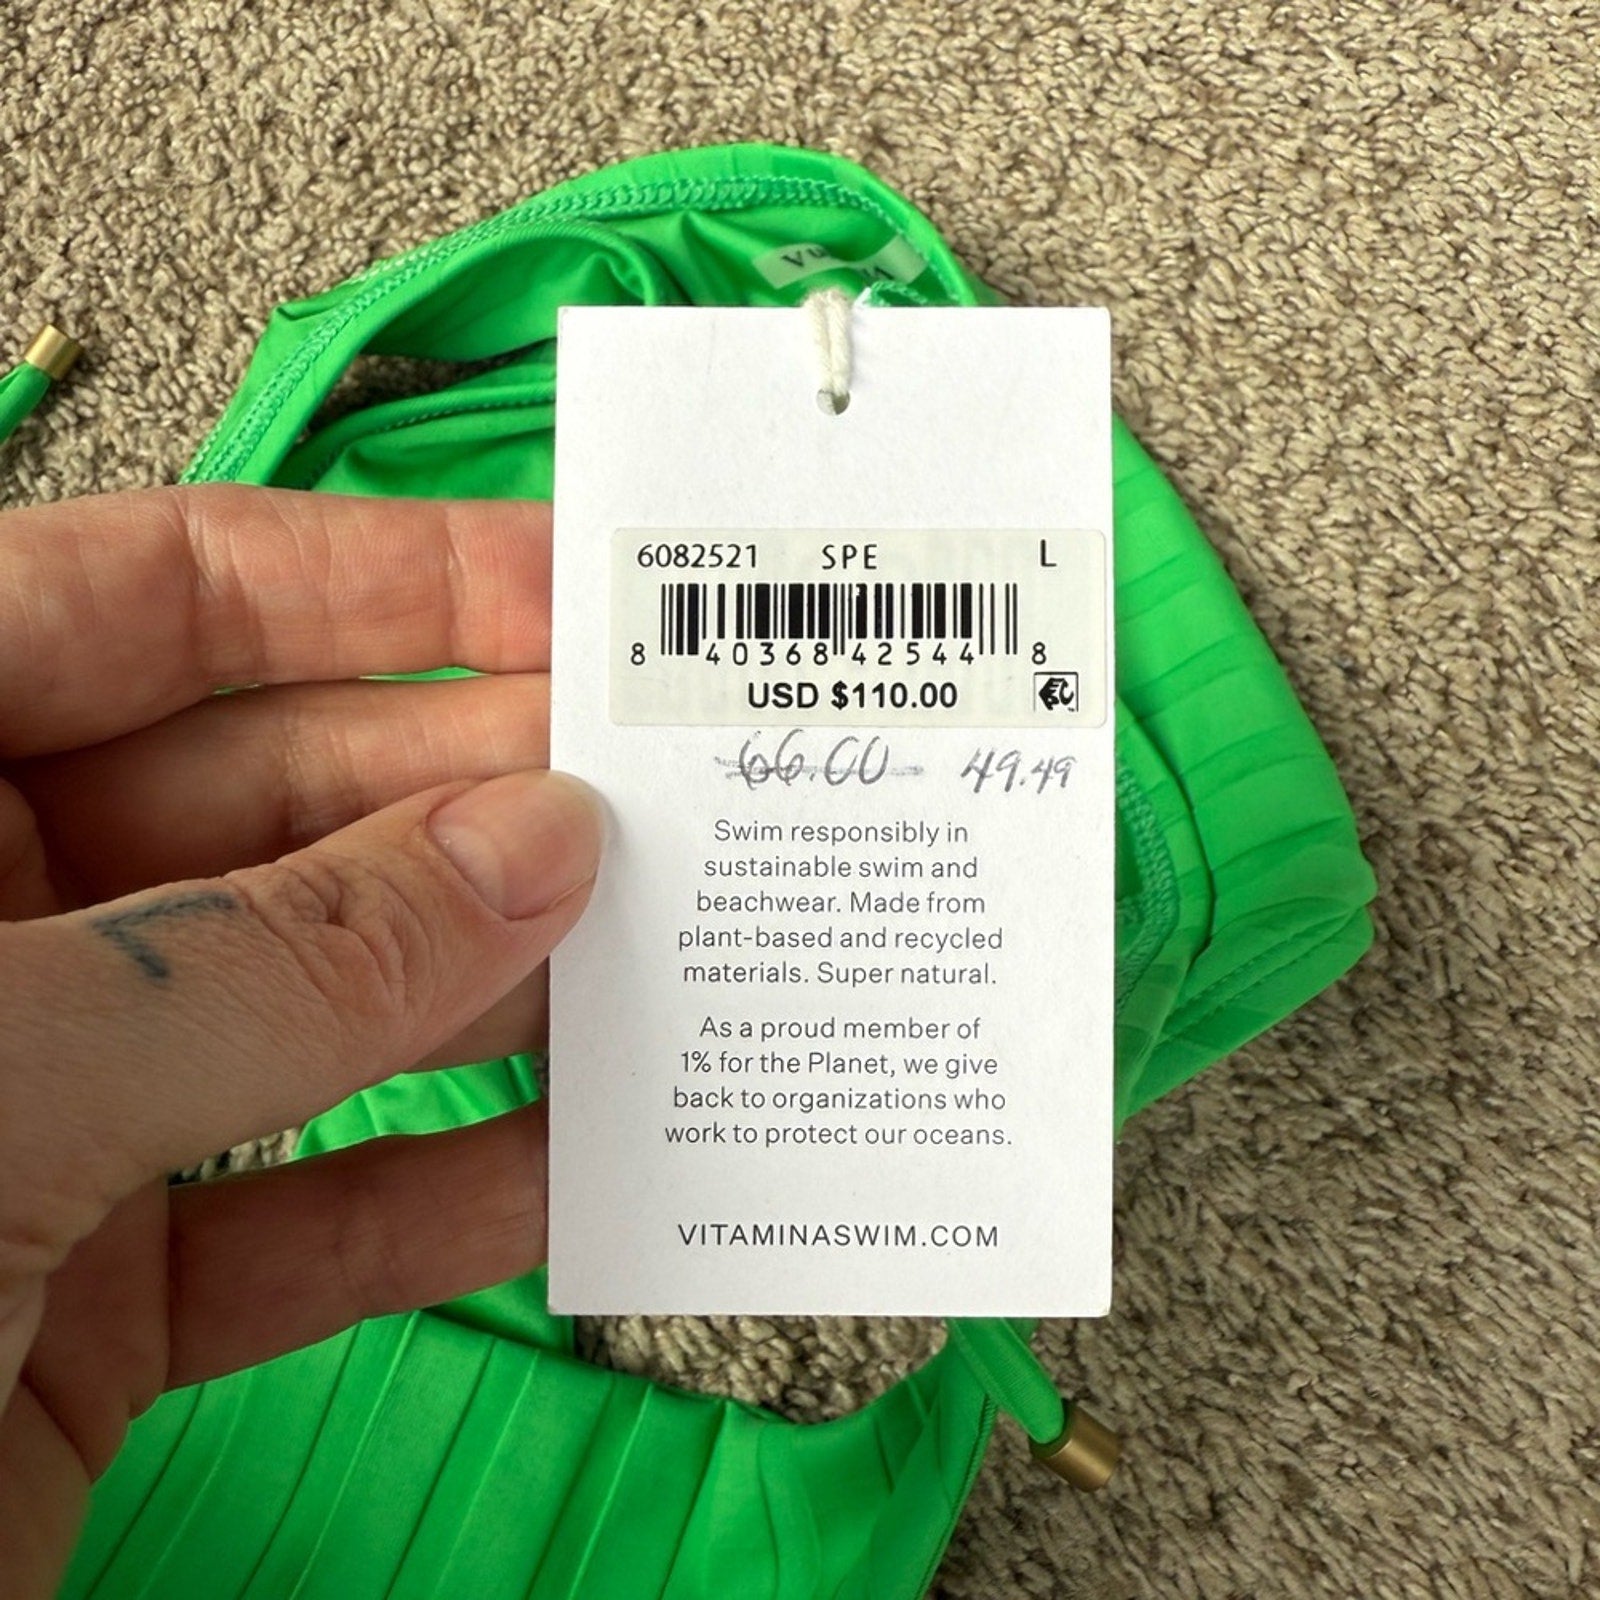 6082521 SPE L
8 40368 42544 8
USD $110.00
66.00 49.49
Swim responsibly in
sustainable swim and
beachwear. Made from
plant-based and recycled
materials. Super natural.
As a proud member of
1% for the Planet, we give
back to organizations who
work to protect our oceans.
VITAMINASWIM.COM